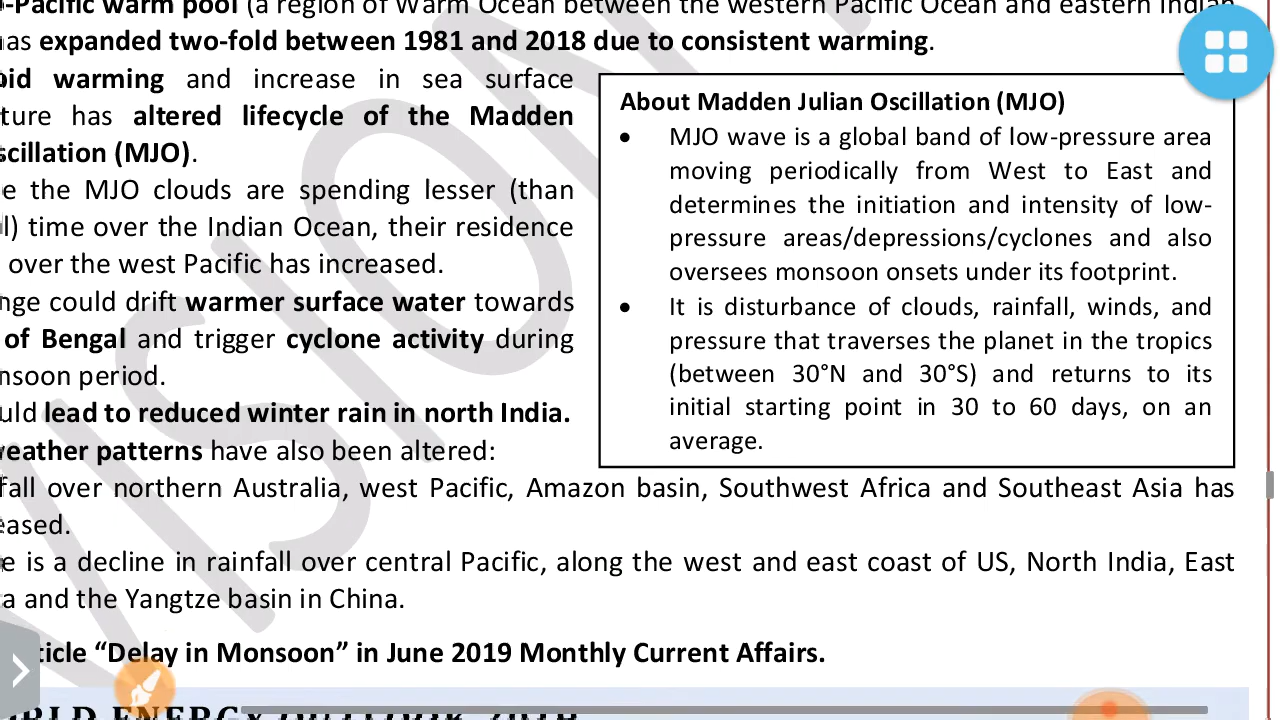 -Pacific warm pool (a region of Warm Ocean between the western Pacific Ocean and eastern Indian
as expanded two-fold between 1981 and 2018 due to consistent warming.
warming and increase in sea surface
ture has altered lifecycle of the Madden
scillation (MJO).
e the MJO clouds are spending lesser (than
l) time over the Indian Ocean, their residence
over the west Pacific has increased.
nge could drift warmer surface water towards
of Bengal and trigger cyclone activity during
nsoon period.
uld lead to reduced winter rain in north India.
eather patterns have also been altered:
About Madden Julian Oscillation (MJO)
• MJO wave is a global band of low-pressure area
moving periodically from West to East and
determines the initiation and intensity of low-
pressure areas/depressions/cyclones and also
oversees monsoon onsets under its footprint.
• It is disturbance of clouds, rainfall, winds, and
pressure that traverses the planet in the tropics
(between 30°N and 30°S) and returns to its
initial starting point in 30 to 60 days, on an
average.
fall over northern Australia, west Pacific, Amazon basin, Southwest Africa and Southeast Asia has
eased.
e is a decline in rainfall over central Pacific, along the west and east coast of US, North India, East
a and the Yangtze basin in China.
ticle “Delay in Monsoon” in June 2019 Monthly Current Affairs.
VISION